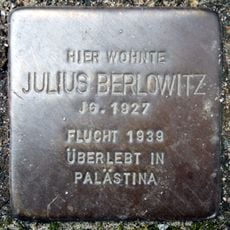 HIER WOHNTE
JULIUS BERLOWITZ
JG. 1927
FLUCHT 1939
ÜBERLEBT IN
PALÄSTINA